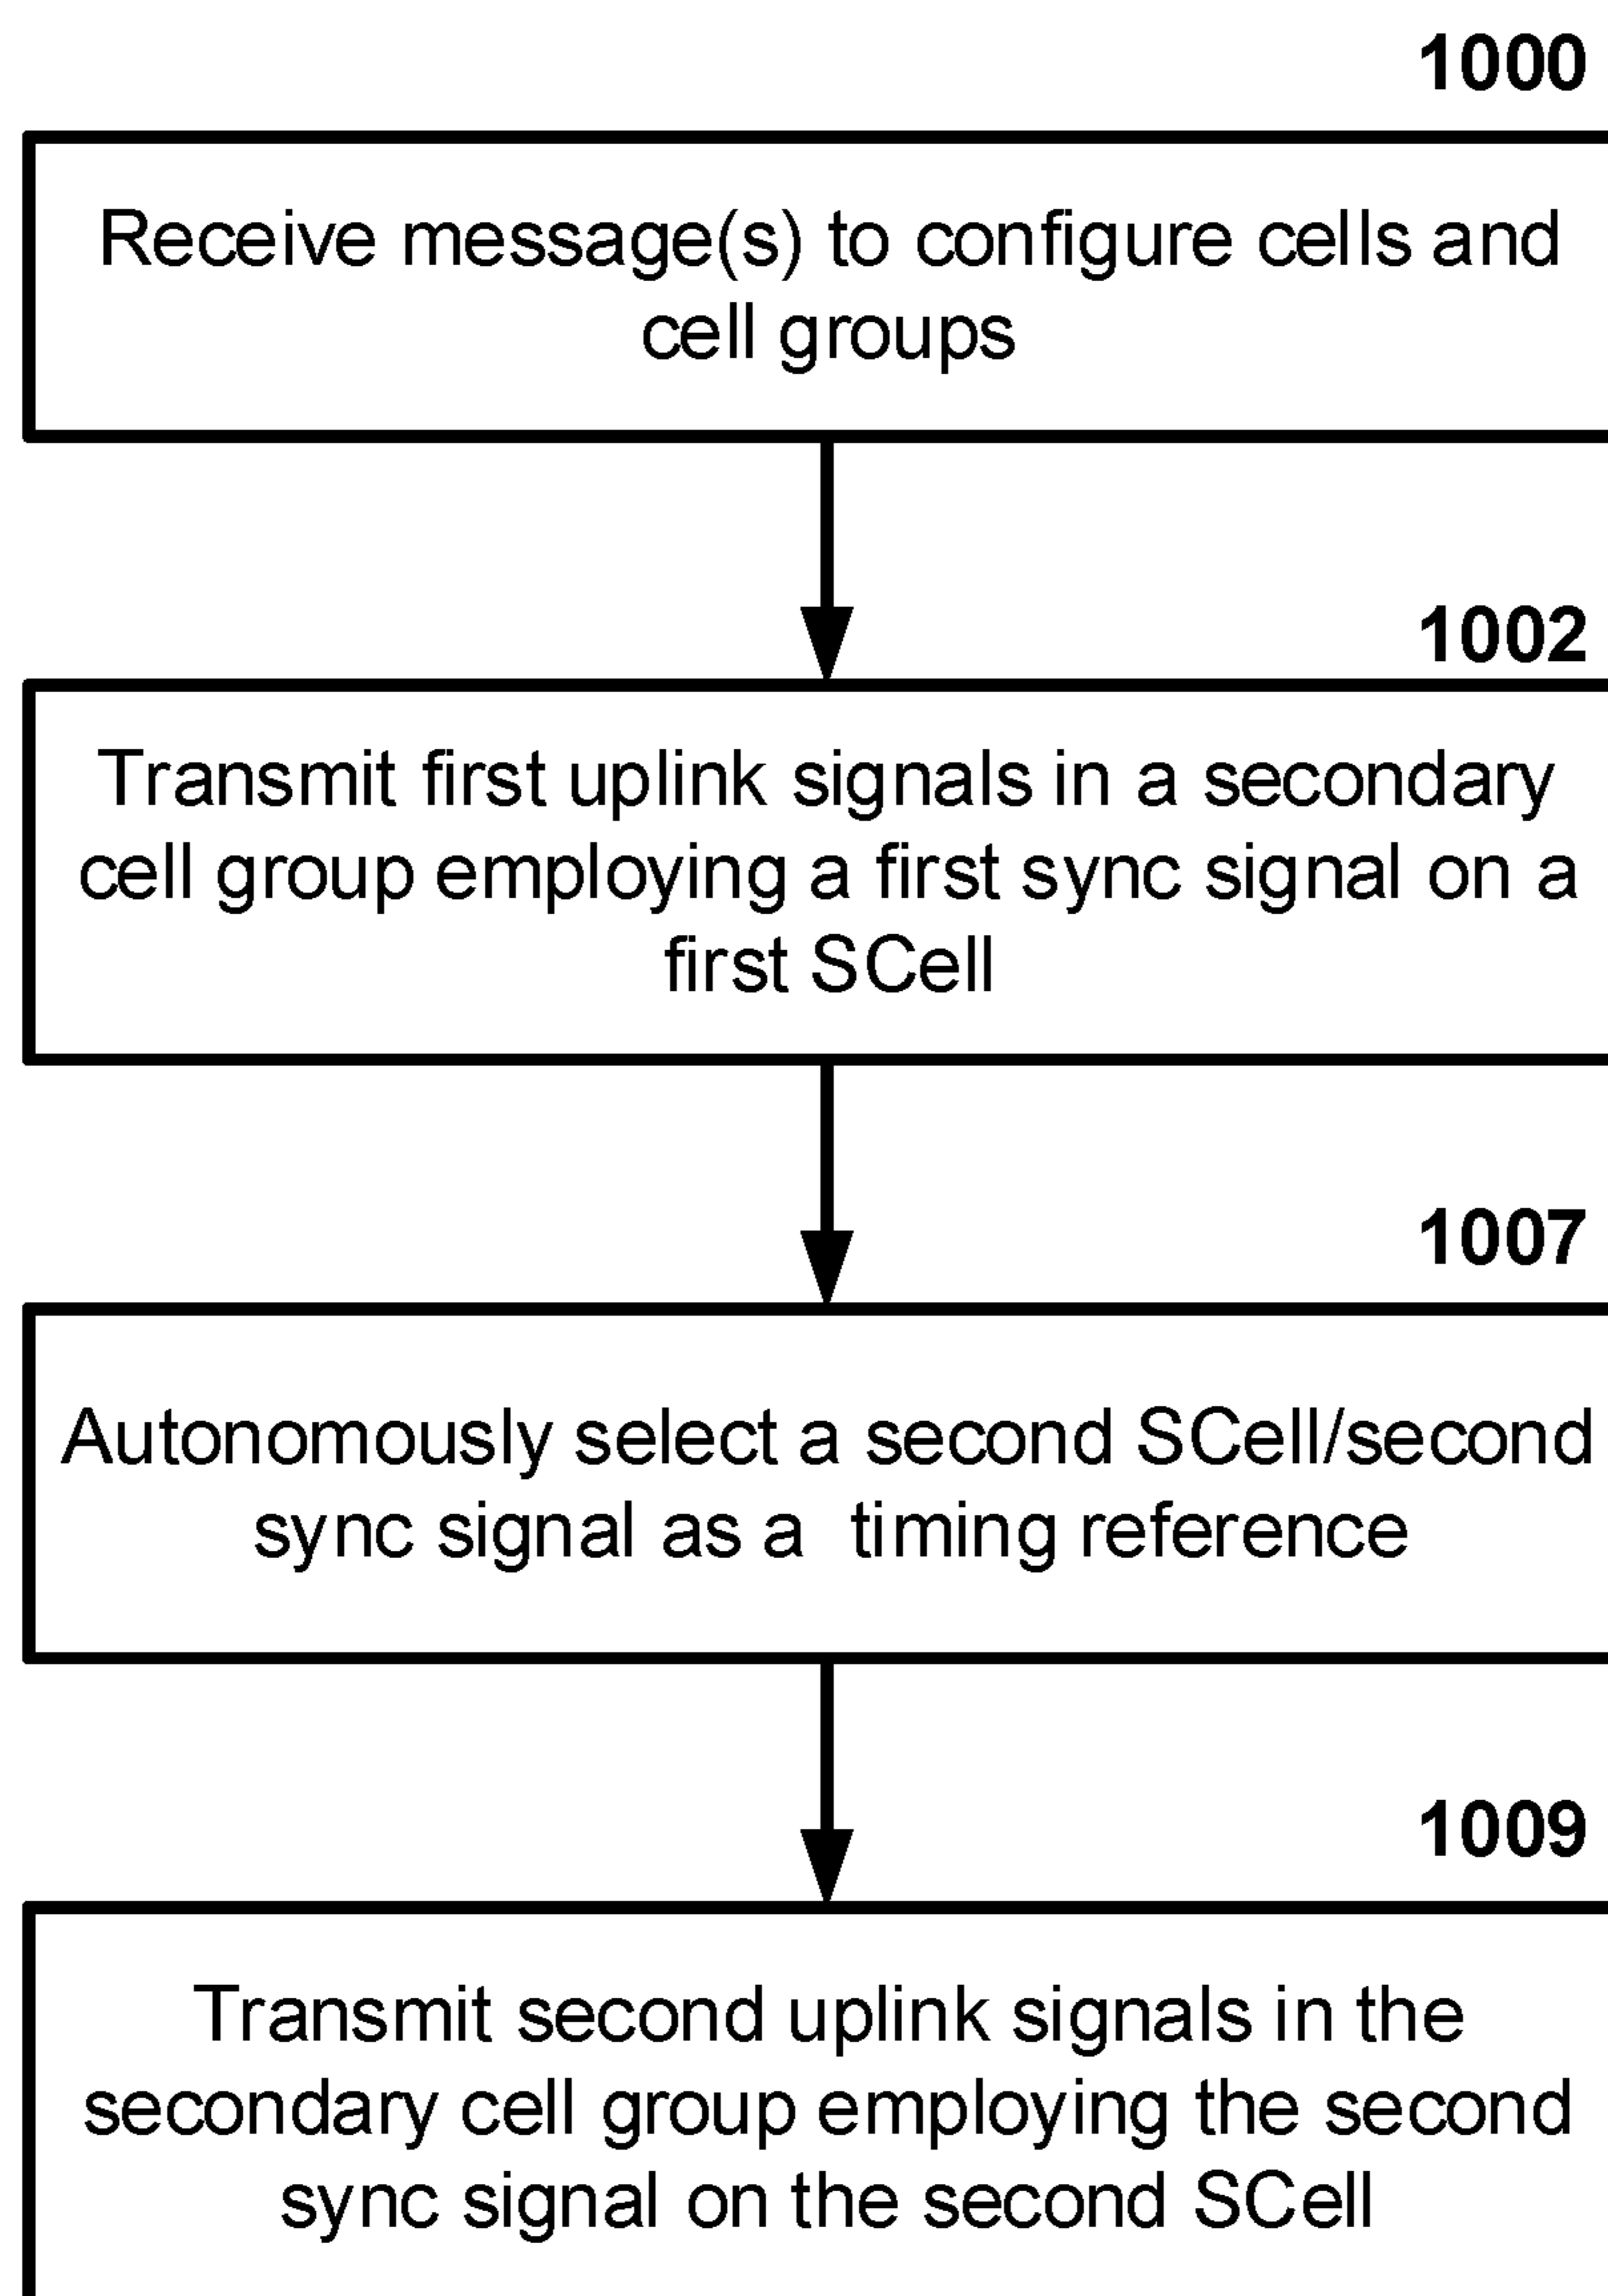 1000
Receive message(s) to configure cells and
cell groups
1002
Transmit first uplink signals in a secondary
cell group employing a first sync signal on a
first SCell
1007
Autonomously select a second SCell/second
sync signal as a timing reference
1009
Transmit second uplink signals in the
secondary cell group employing the second
sync signal on the second SCell